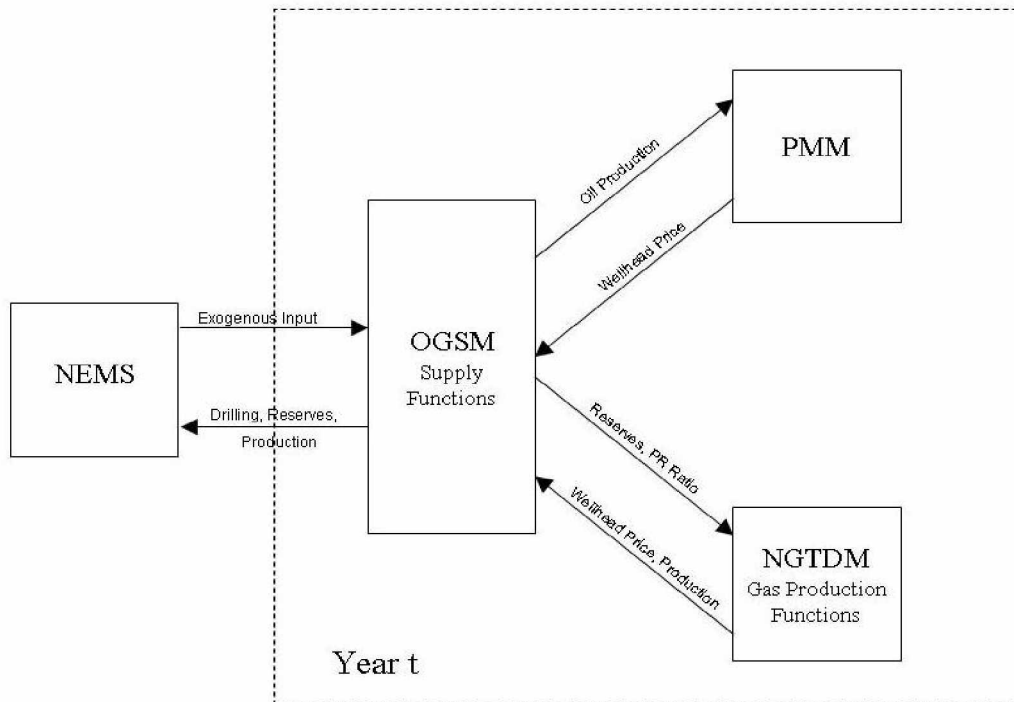 PMM
Oil Production
Wellhead Price
Exogenous Input
OGSM
Supply
Functions
NEMS
Drilling, Reserves,
Production
Reserves, PR Ratio
Wellhead Price, Production
NGTDM
Gas Production
Functions
Year t